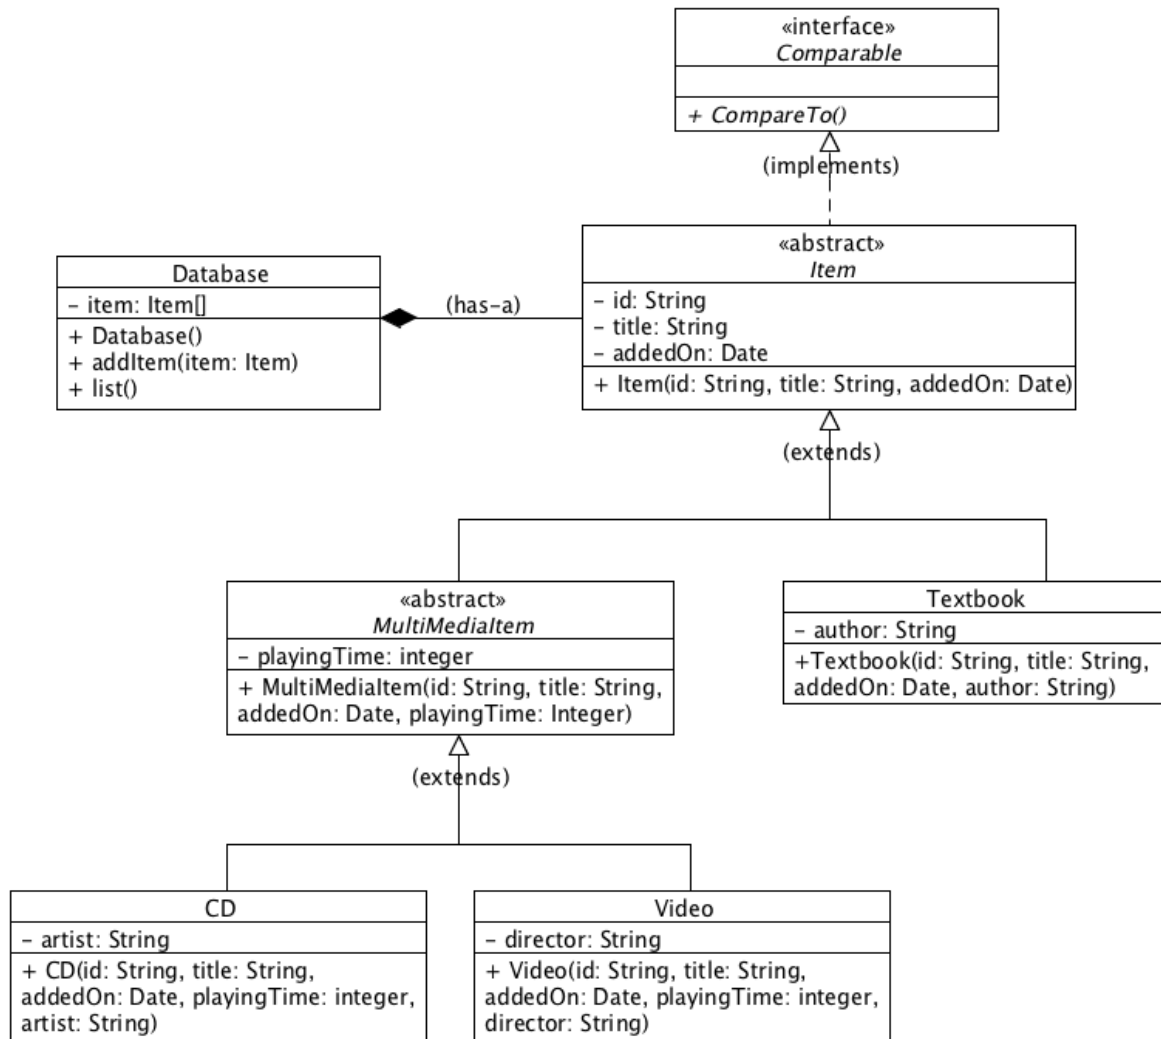 «interface»
Comparable
+ CompareTo()
(implements)
«abstract»
Item
– id: String
– title: String
– addedOn: Date
+ Item(id: String, title: String, addedOn: Date)
Database
– item: Item[]
+ Database()
+ addItem(item: Item)
+ list()
(has–a)
(extends)
«abstract»
MultiMediaItem
– playingTime: integer
+ MultiMediaItem(id: String, title: String,
addedOn: Date, playingTime: Integer)
Textbook
– author: String
+Textbook(id: String, title: String,
addedOn: Date, author: String)
(extends)
CD
– artist: String
+ CD(id: String, title: String,
addedOn: Date, playingTime: integer,
artist: String)
Video
– director: String
+ Video(id: String, title: String,
addedOn: Date, playingTime: integer,
director: String)